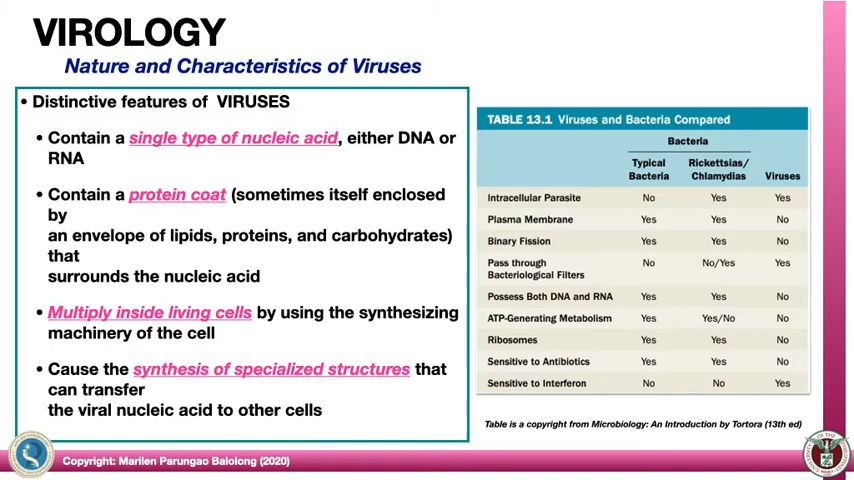 VIROLOGY
Nature and Characteristics of Viruses
• Distinctive features of VIRUSES
• Contain a single type of nucleic acid, either DNA or
RNA
• Contain a protein coat (sometimes itself enclosed
by
an envelope of lipids, proteins, and carbohydrates)
that
surrounds the nucleic acid
• Multiply inside living cells by using the synthesizing
machinery of the cell
• Cause the synthesis of specialized structures that
can transfer
the viral nucleic acid to other cells
TABLE 13.1 Viruses and Bacteria Compared
Bacteria
Typical Bacteria Rickettsias/ Chlamydias Viruses
Intracellular Parasite No Yes Yes
Plasma Membrane Yes Yes No
Binary Fission Yes Yes No
Pass through
Bacteriological Filters No No/Yes Yes
Possess Both DNA and RNA Yes Yes No
ATP-Generating Metabolism Yes Yes/No No
Ribosomes Yes Yes No
Sensitive to Antibiotics Yes Yes No
Sensitive to Interferon No No Yes
Table is a copyright from Microbiology: An Introduction by Tortora (13th ed)
Copyright: Marilen Parungao Balolong (2020)